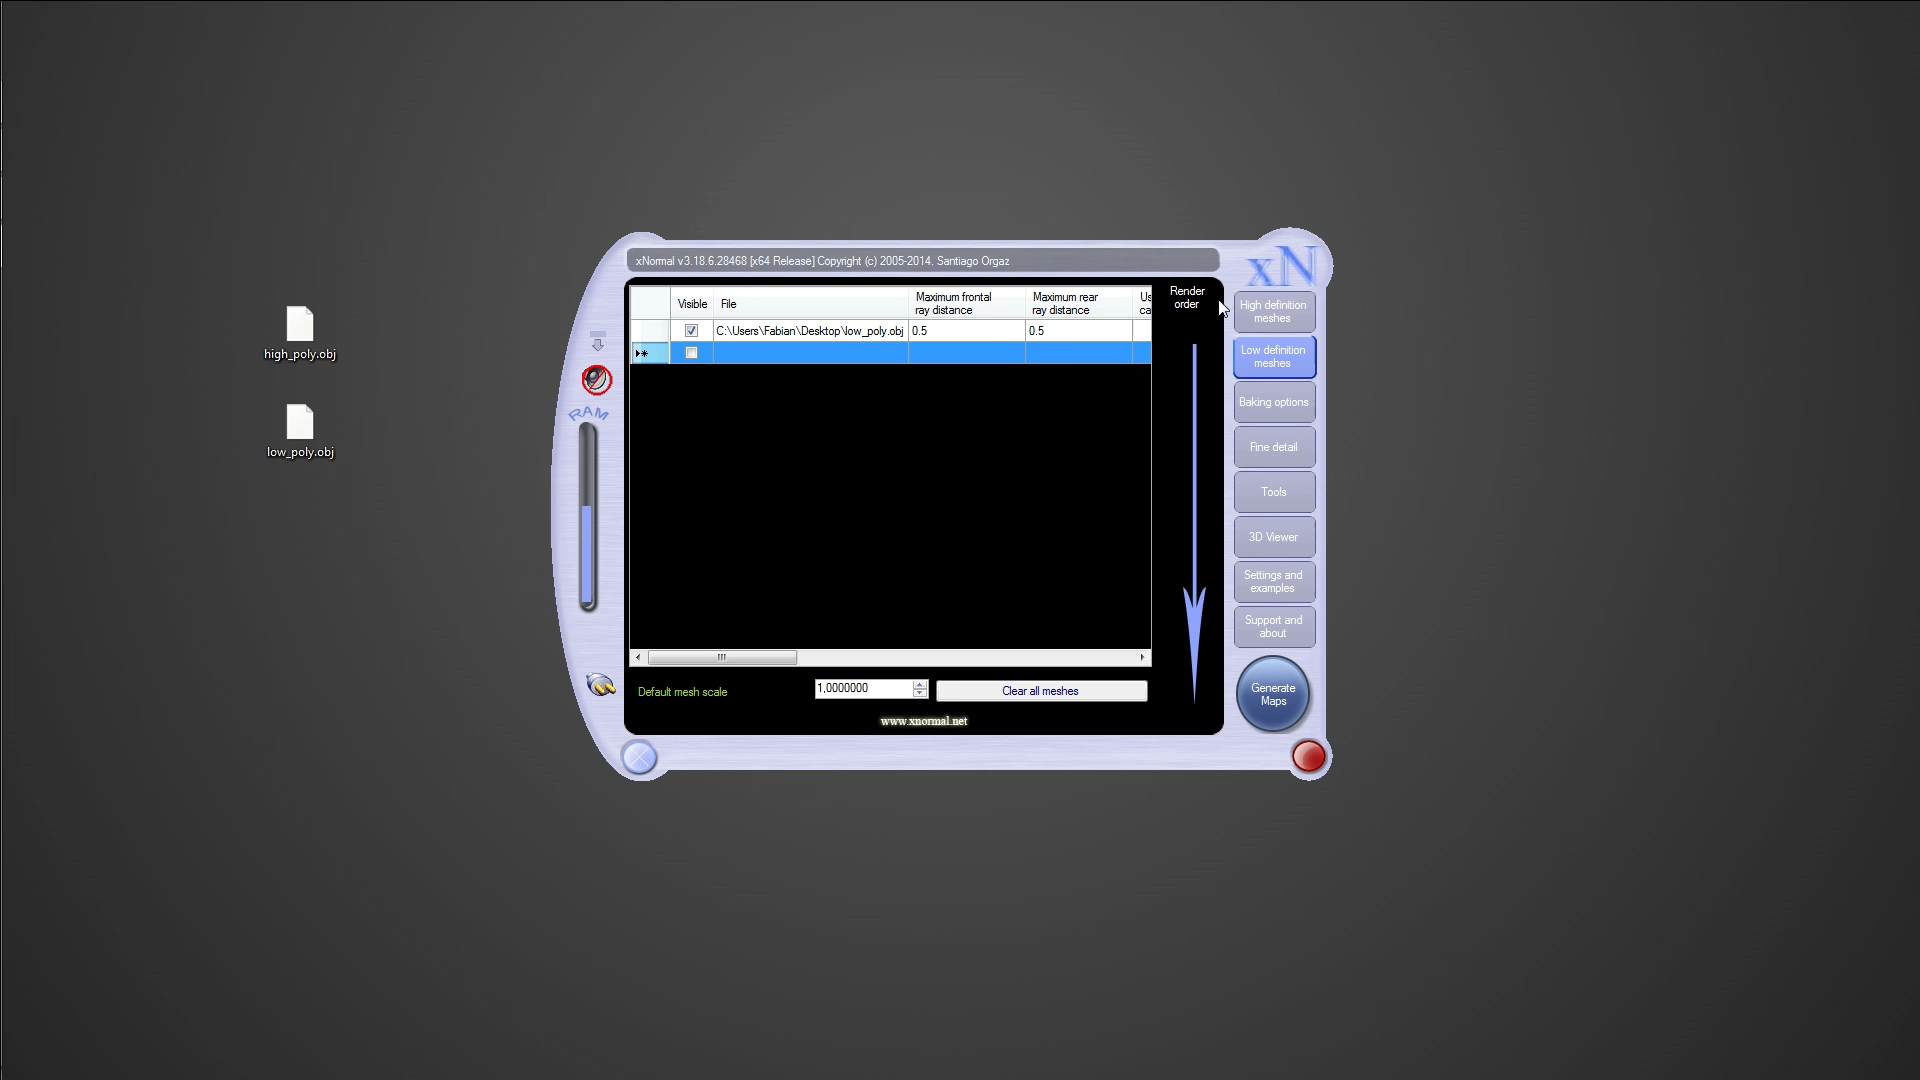 high_poly.obj
low_poly.obj
xNormal v3.18.6.28468 [x64 Release] Copyright (c) 2005-2014. Santiago Orgaz
xN
RAM
Visible
File
Maximum frontal
ray distance
Maximum rear
ray distance
Us
ca
C:\Users\Fabian\Desktop\low_poly.obj
0.5
0.5
Render
order
Default mesh scale
1,0000000
Clear all meshes
www.xnormal.net
High definition
meshes
Low definition
meshes
Baking options
Fine detail
Tools
3D Viewer
Settings and
examples
Support and
about
Generate
Maps